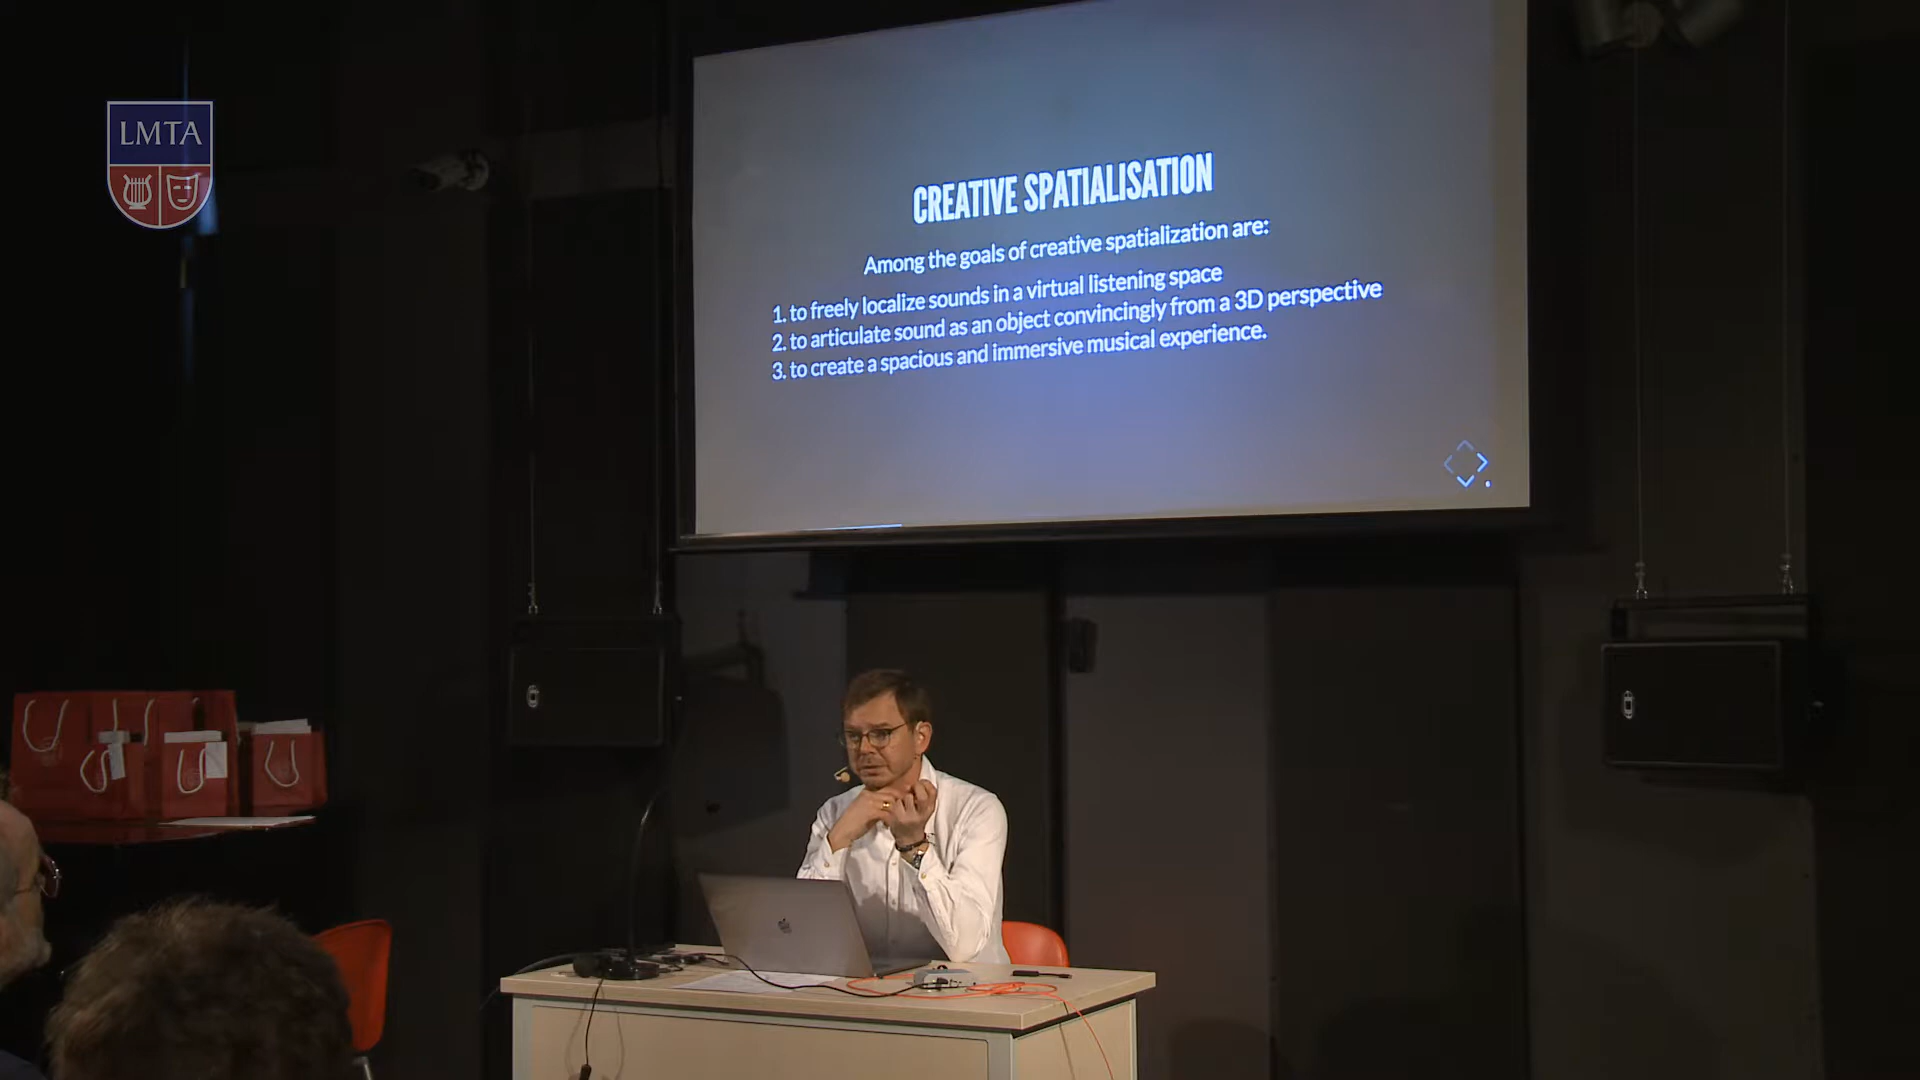 LMTA
CREATIVE SPATIALISATION
Among the goals of creative spatialization are:
1. to freely localize sounds in a virtual listening space
2. to articulate sound as an object convincingly from a 3D perspective
3. to create a spacious and immersive musical experience.